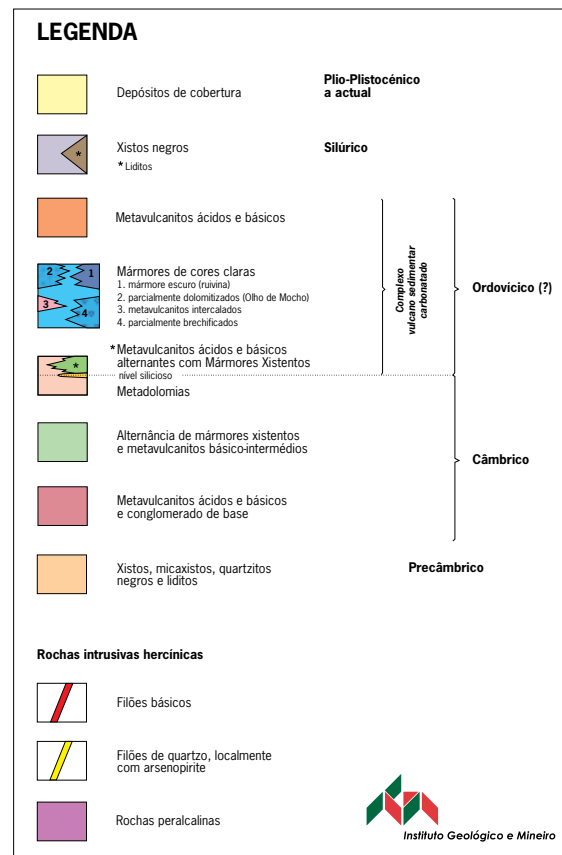 LEGENDA
Depósitos de cobertura
Plio-Plistocénico
a actual
Xistos negros
* Liditos
*
Silúrico
Metavulcanitos ácidos e básicos
2
1
3
4
Mármores de cores claras
1. mármore escuro (ruivina)
2. parcialmente dolomitizados (Olho de Mocho)
3. metavulcanitos intercalados
4. parcialmente brechificados
Complexo
vulcano sedimentar
carbonatado
Ordovícico (?)
*
*Metavulcanitos ácidos e básicos
alternantes com Mármores Xistentos
nível silicioso
Metadolomias
Alternância de mármores xistentos
e metavulcanitos básico-intermédios
Câmbrico
Metavulcanitos ácidos e básicos
e conglomerado de base
Xistos, micaxistos, quartzitos
negros e liditos
Precâmbrico
Rochas intrusivas hercínicas
Filões básicos
Filões de quartzo, localmente
com arsenopirite
Rochas peralcalinas
Instituto Geológico e Mineiro